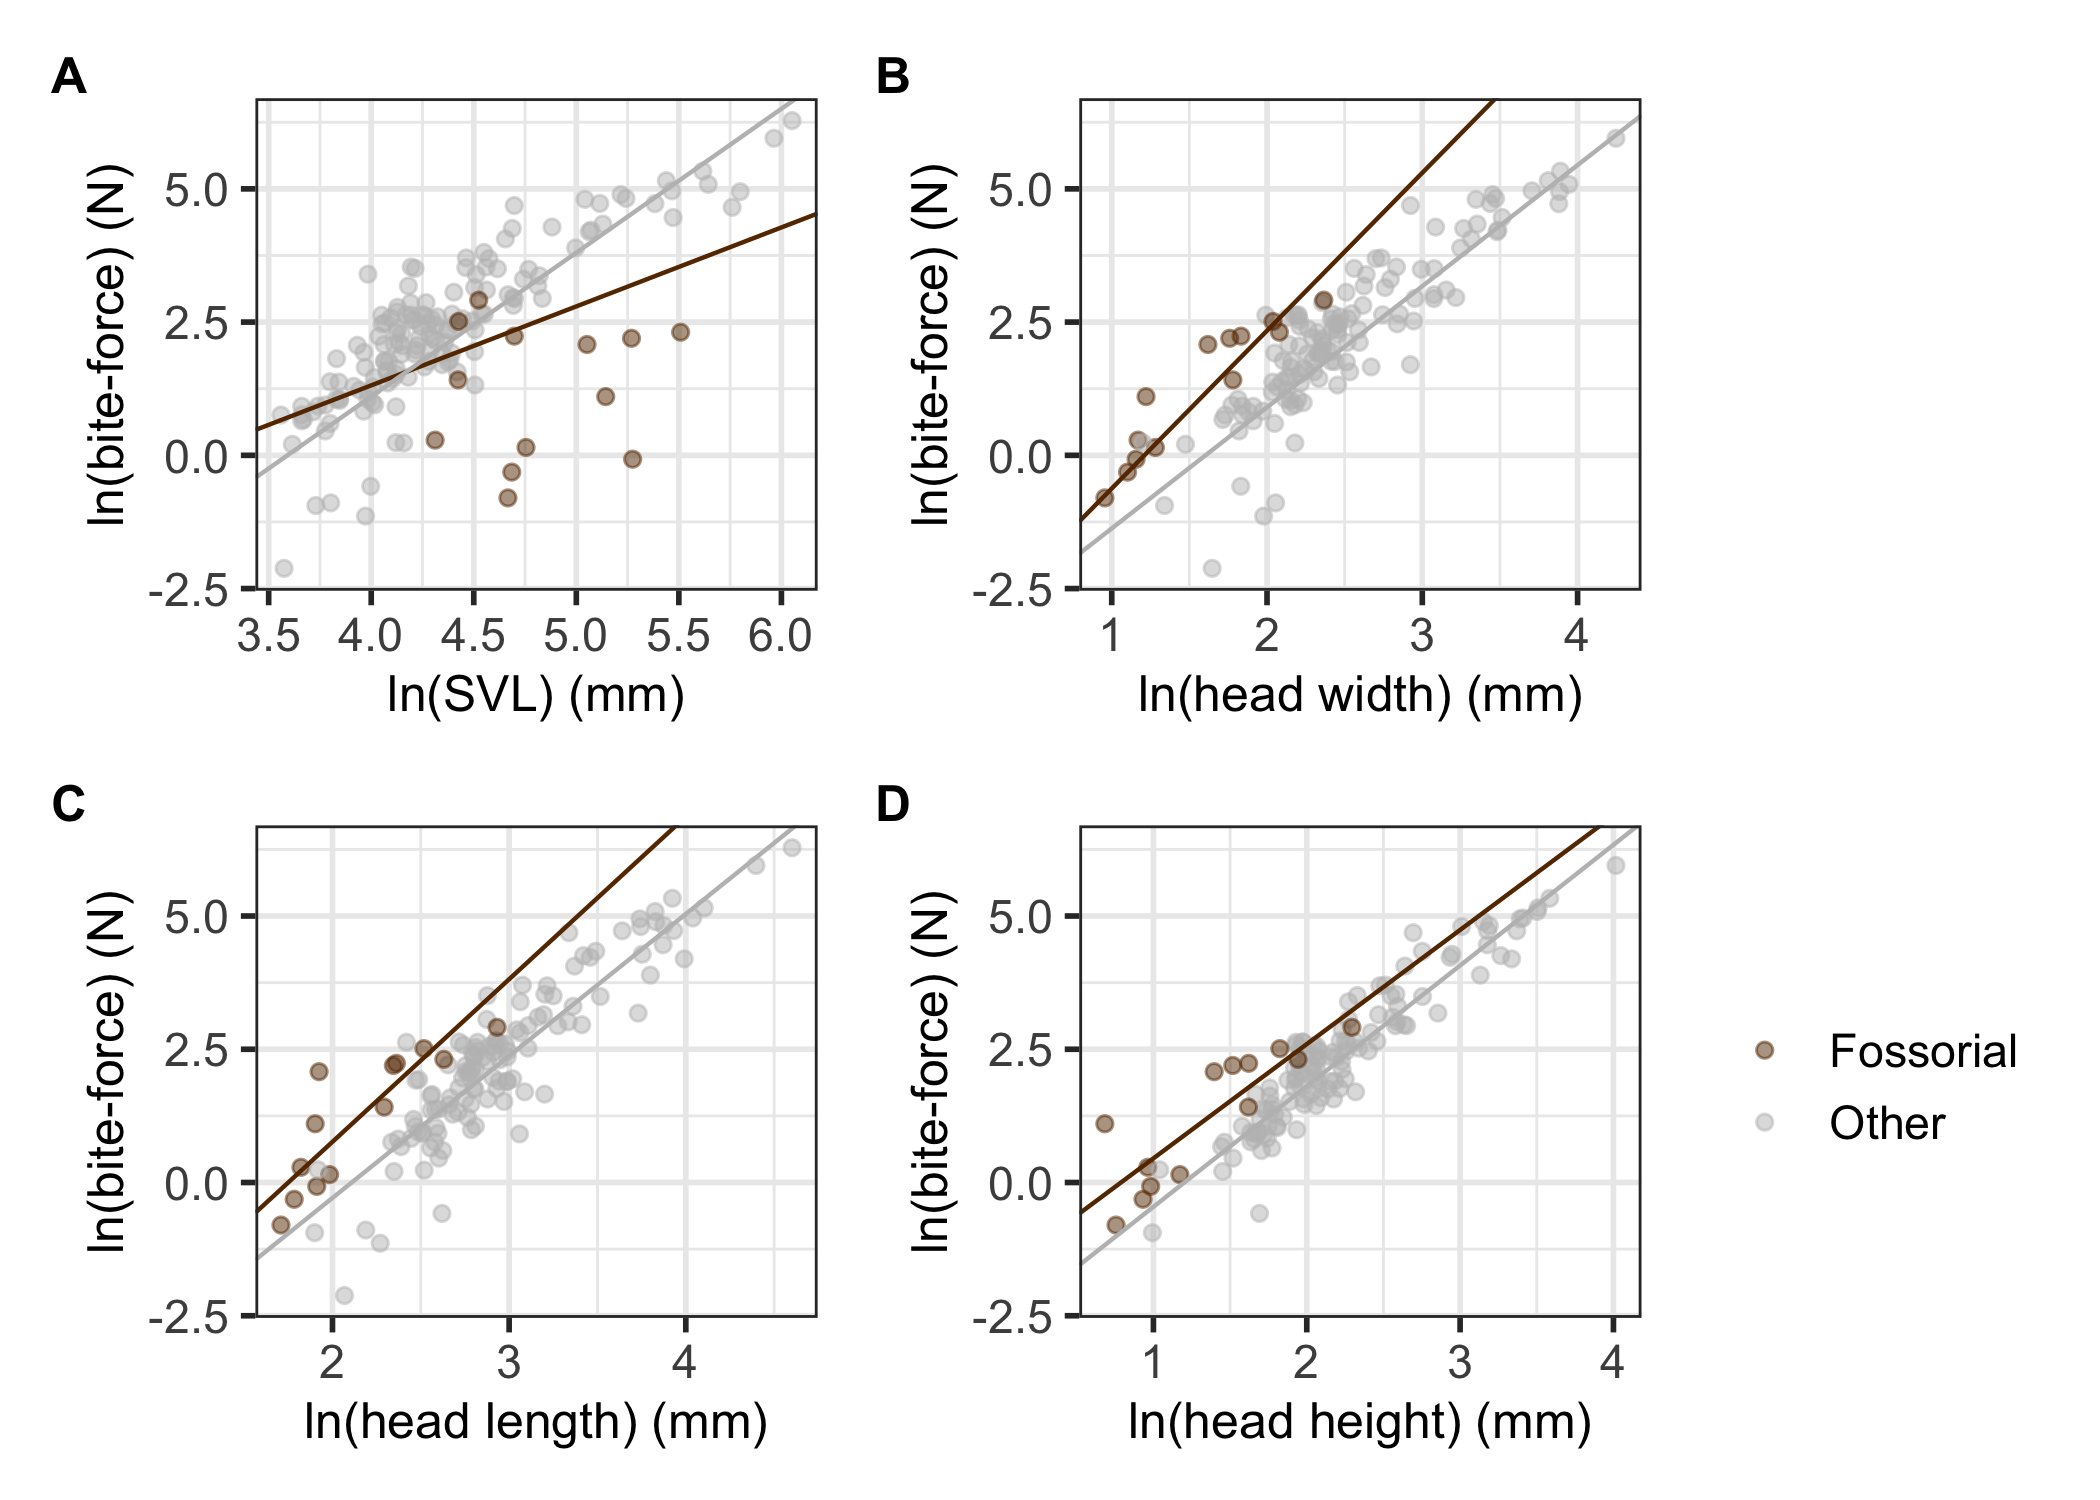 A
B
ln(bite-force) (N)
5.0
2.5
0.0
-2.5
3.5 4.0 4.5 5.0 5.5 6.0
ln(SVL) (mm)
ln(bite-force) (N)
5.0
2.5
0.0
-2.5
1 2 3 4
ln(head width) (mm)
C
D
ln(bite-force) (N)
5.0
2.5
0.0
-2.5
2 3 4
ln(head length) (mm)
ln(bite-force) (N)
5.0
2.5
0.0
-2.5
1 2 3 4
ln(head height) (mm)
Fossorial
Other